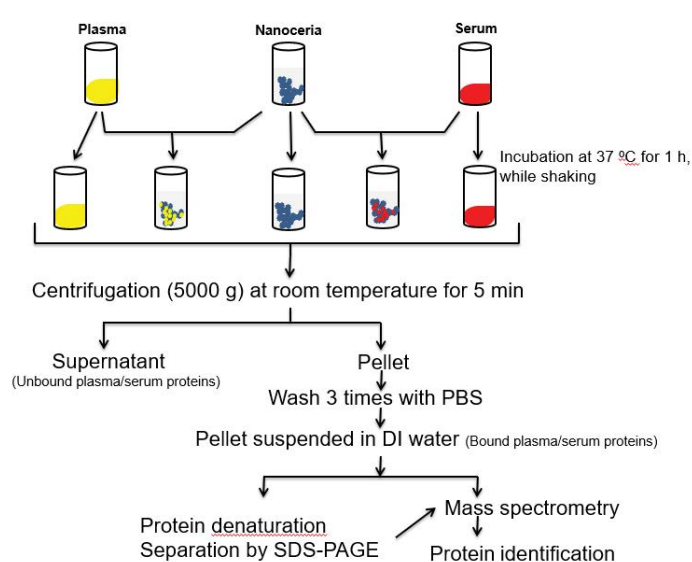 Plasma
Nanoceria
Serum
Incubation at 37 ºC for 1 h,
while shaking
Centrifugation (5000 g) at room temperature for 5 min
Supernatant
(Unbound plasma/serum proteins)
Pellet
Wash 3 times with PBS
Pellet suspended in DI water (Bound plasma/serum proteins)
Protein denaturation
Separation by SDS-PAGE
Mass spectrometry
Protein identification